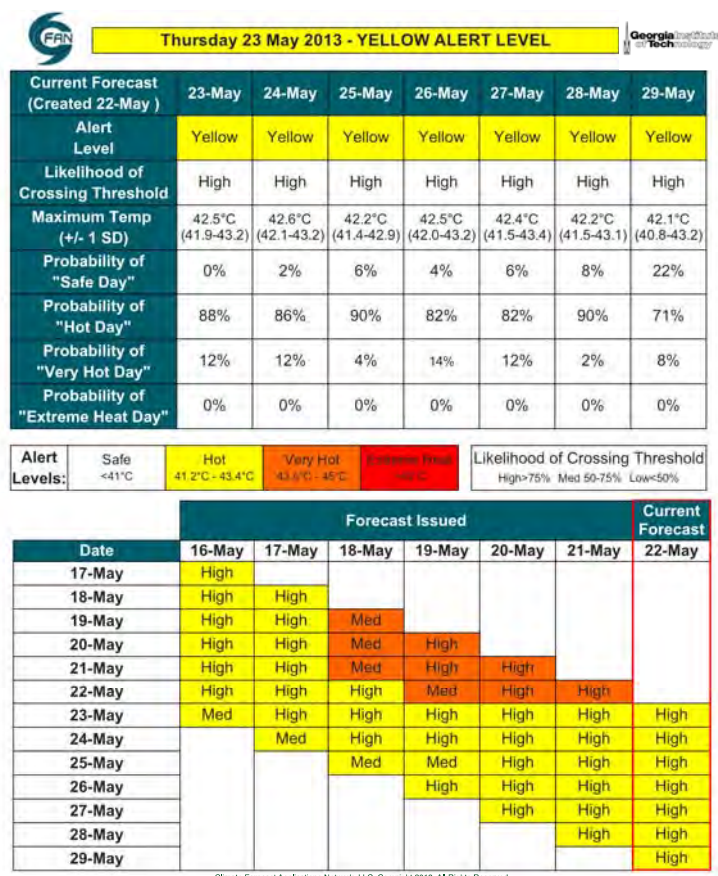 FAN
Thursday 23 May 2013 - YELLOW ALERT LEVEL
Georgia Institute
of Technology
Current Forecast
(Created 22-May ) 23-May 24-May 25-May 26-May 27-May 28-May 29-May
Alert
Level Yellow Yellow Yellow Yellow Yellow Yellow Yellow
Likelihood of
Crossing Threshold High High High High High High High
Maximum Temp 42.5°C 42.6°C 42.2°C 42.5°C 42.4°C 42.2°C 42.1°C
(+/- 1 SD) (41.9-43.2) (42.1-43.2) (41.4-42.9) (42.0-43.2) (41.5-43.4) (41.5-43.1) (40.8-43.2)
Probability of
"Safe Day" 0% 2% 6% 4% 6% 8% 22%
Probability of
"Hot Day" 88% 86% 90% 82% 82% 90% 71%
Probability of
"Very Hot Day" 12% 12% 4% 14% 12% 2% 8%
Probability of
"Extreme Heat Day" 0% 0% 0% 0% 0% 0% 0%
Alert Safe Hot Very Hot Likelihood of Crossing Threshold
Levels: <41°C 41.2°C - 43.4°C High>75% Med 50-75% Low<50%
Forecast Issued Current
Forecast
Date 16-May 17-May 18-May 19-May 20-May 21-May 22-May
17-May High
18-May High High
19-May High High Med
20-May High High Med High
21-May High High Med High High
22-May High High High Med High High
23-May Med High High High High High High
24-May Med High High High High High
25-May Med Med High High High
26-May High High High High
27-May High High High
28-May High High
29-May High